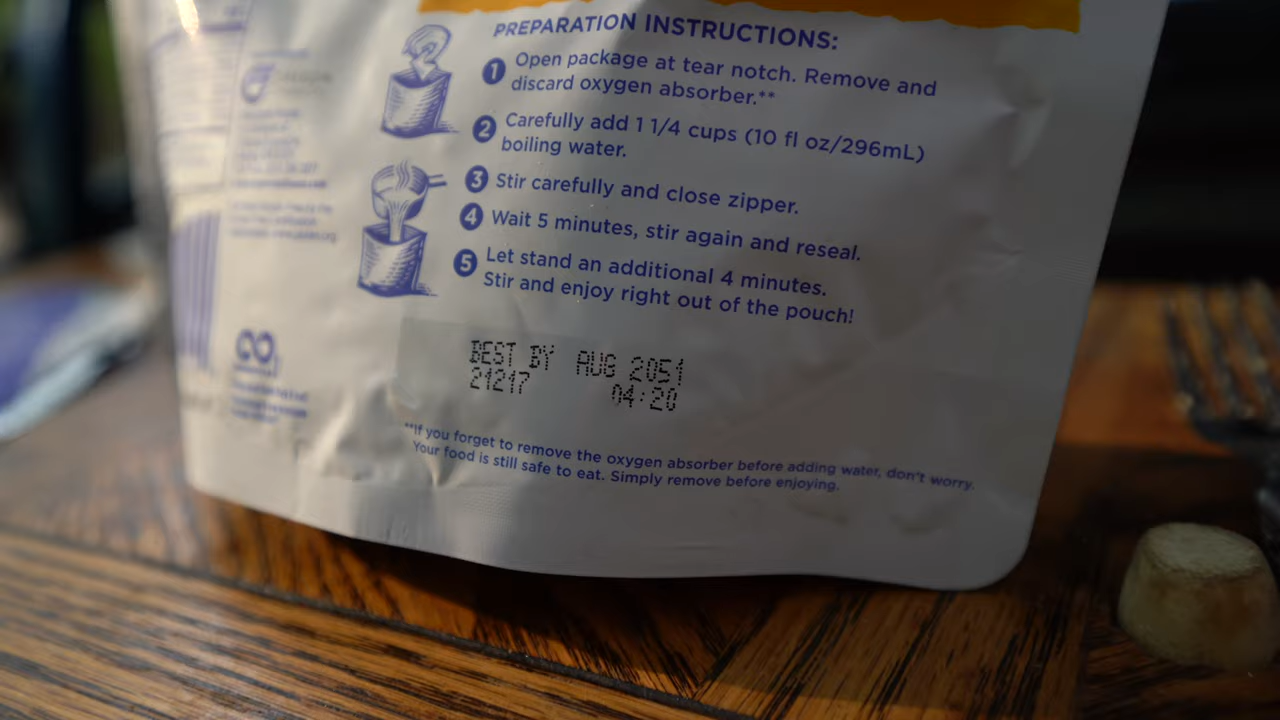 PREPARATION INSTRUCTIONS:
1 Open package at tear notch. Remove and
discard oxygen absorber.**
2 Carefully add 1 1/4 cups (10 fl oz/296mL)
boiling water.
3 Stir carefully and close zipper.
4 Wait 5 minutes, stir again and reseal.
5 Let stand an additional 4 minutes.
Stir and enjoy right out of the pouch!
BEST BY AUG 2051
21217 04:20
**If you forget to remove the oxygen absorber before adding water, don't worry.
Your food is still safe to eat. Simply remove before enjoying.